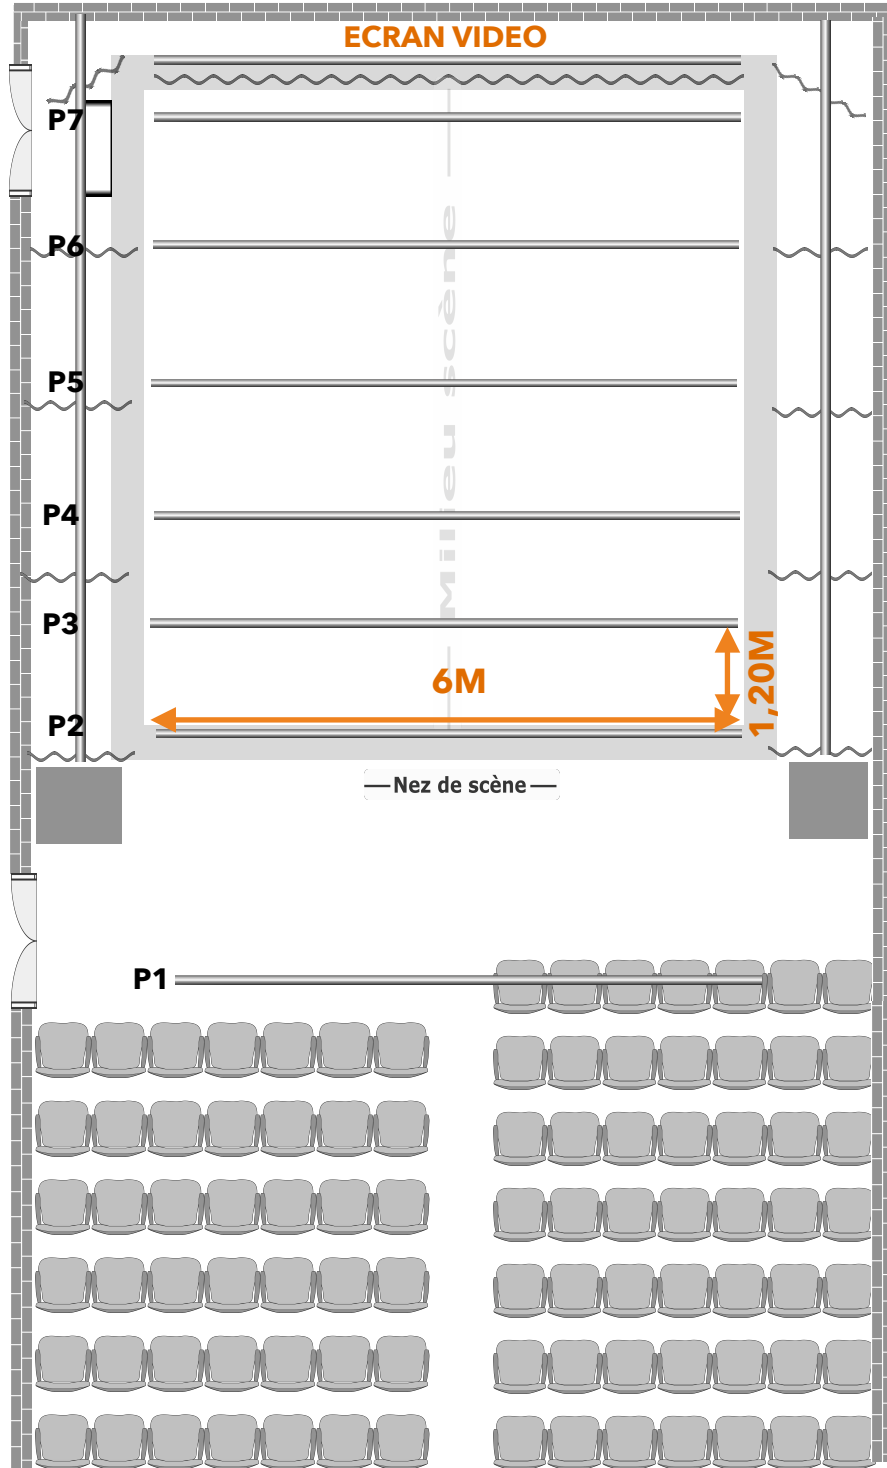 ECRAN VIDEO
P7
P6
P5
Milieu scène
P4
P3
6M
1,20M
P2
Nez de scène
P1